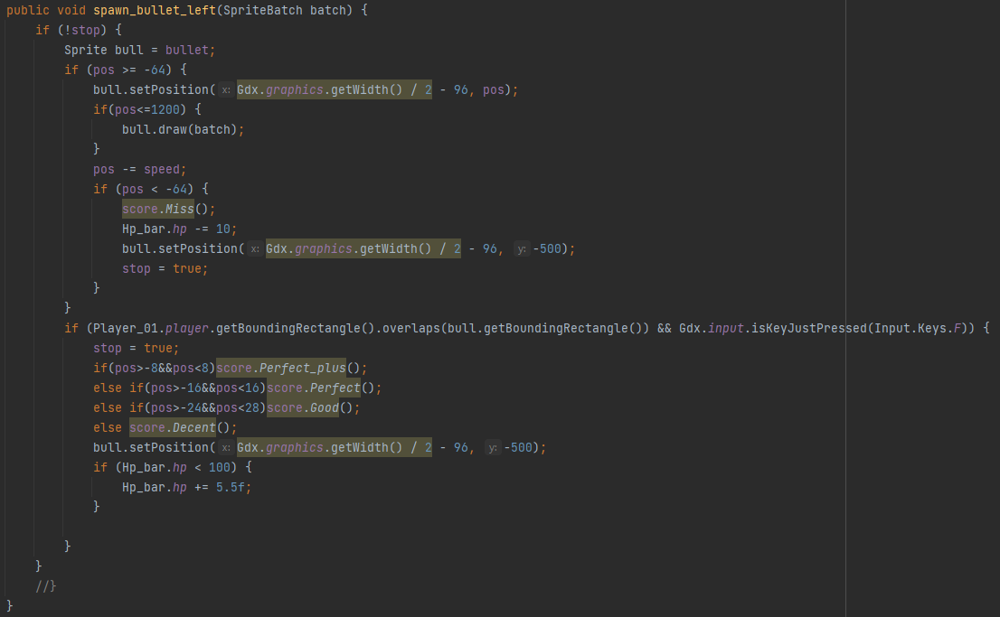 public void spawn_bullet_left(SpriteBatch batch) {
    if (!stop) {
        Sprite bull = bullet;
        if (pos >= -64) {
            bull.setPosition( x: Gdx.graphics.getWidth() / 2 - 96, pos);
            if(pos<=1200) {
                bull.draw(batch);
            }
            pos -= speed;
            if (pos < -64) {
                score.Miss();
                Hp_bar.hp -= 10;
                bull.setPosition( x: Gdx.graphics.getWidth() / 2 - 96, y: -500);
                stop = true;
            }
        }
        if (Player_01.player.getBoundingRectangle().overlaps(bull.getBoundingRectangle()) && Gdx.input.isKeyJustPressed(Input.Keys.F)) {
            stop = true;
            if(pos>-8&&pos<8)score.Perfect_plus();
            else if(pos>-16&&pos<16)score.Perfect();
            else if(pos>-24&&pos<28)score.Good();
            else score.Decent();
            bull.setPosition( x: Gdx.graphics.getWidth() / 2 - 96, y: -500);
            if (Hp_bar.hp < 100) {
                Hp_bar.hp += 5.5f;
            }
        }
    }
    //}
}